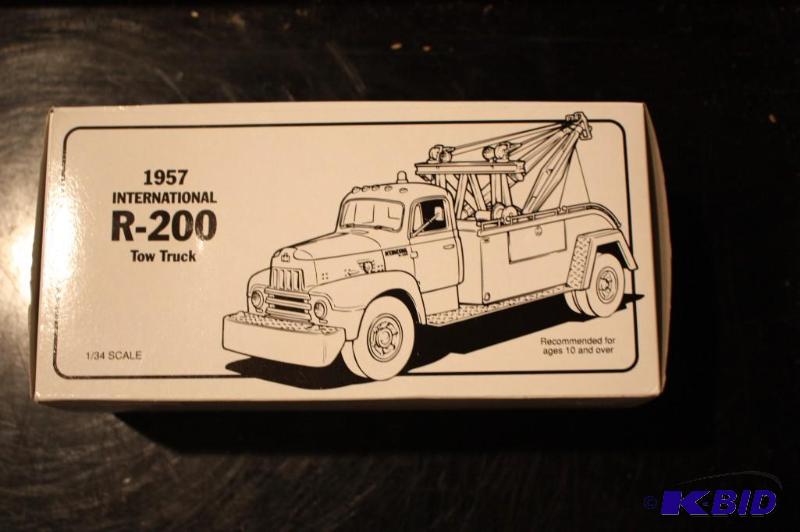 1957
INTERNATIONAL
R-200
Tow Truck
1/34 SCALE
Recommended for
ages 10 and over
© K-BID